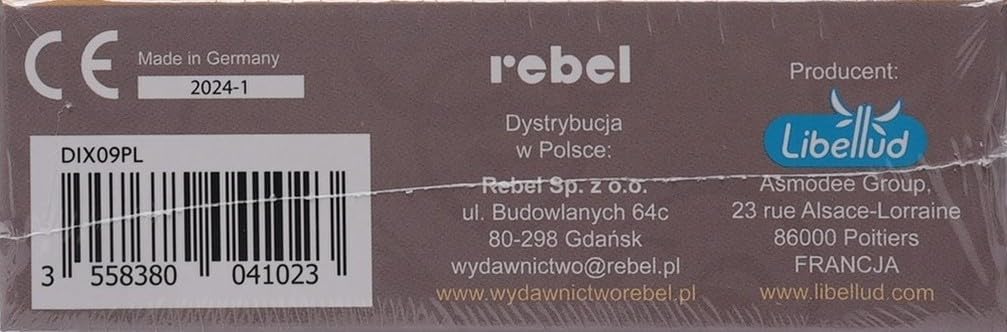 CE
Made in Germany
2024-1
DIX09PL
3 558380 041023
rebel
Dystrybucja
w Polsce:
Rebel Sp. z o.o.
ul. Budowlanych 64c
80-298 Gdańsk
wydawnictwo@rebel.pl
www.wydawnictworebel.pl
Producent:
Libellud
Asmodee Group,
23 rue Alsace-Lorraine
86000 Poitiers
FRANCJA
www.libellud.com